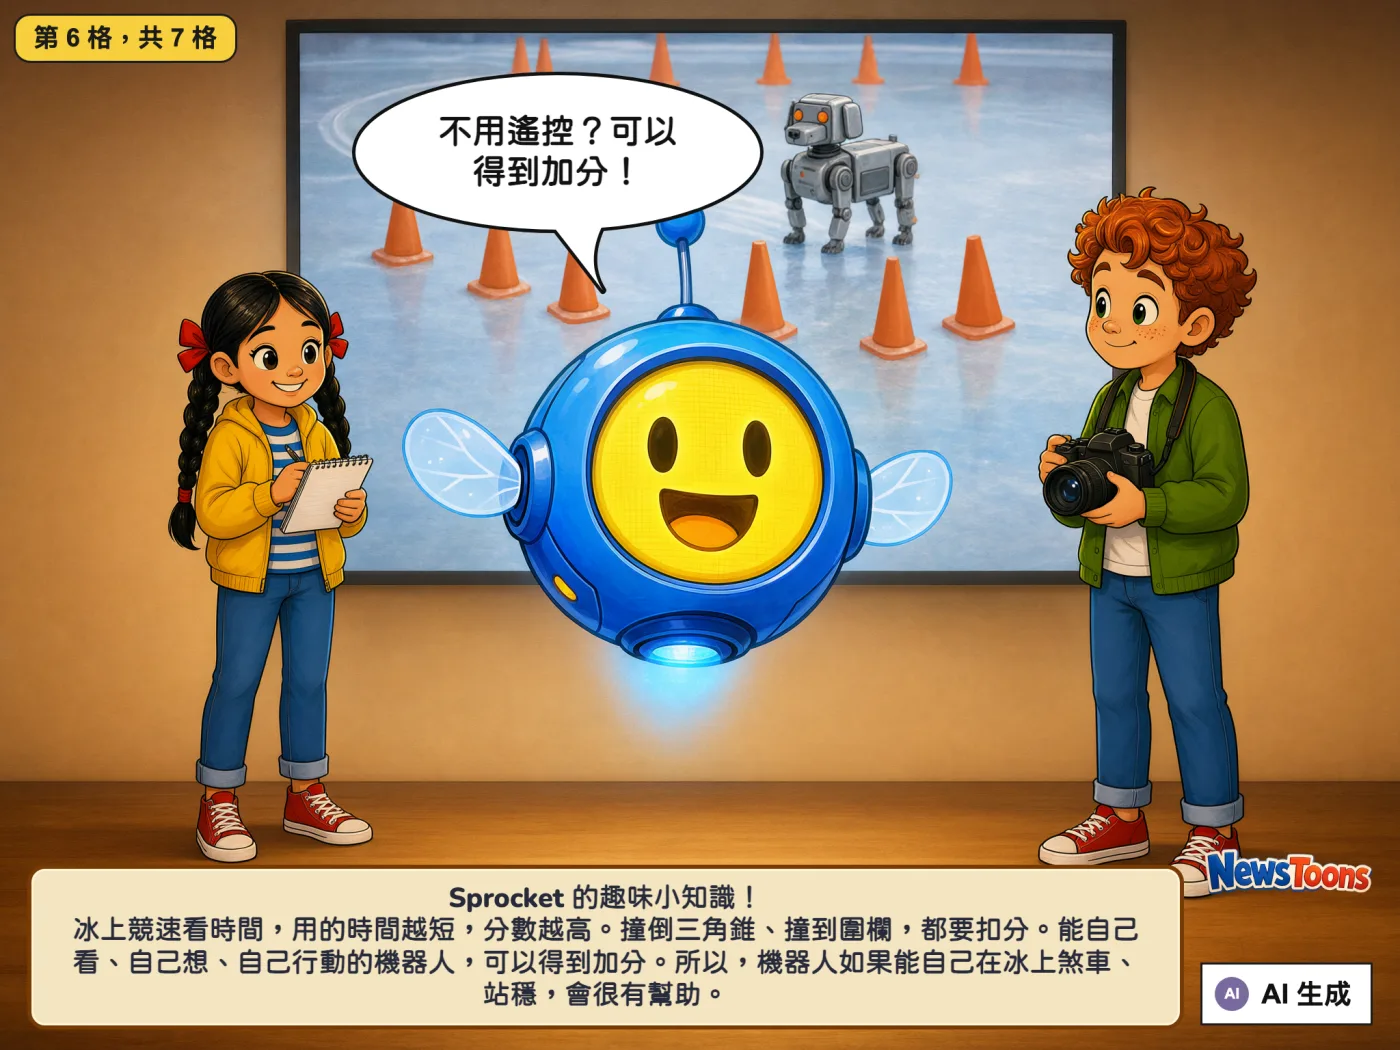 第 6 格，共 7 格
不用遙控？可以
得到加分！
Sprocket 的趣味小知識！
冰上競速看時間，用的時間越短，分數越高。撞倒三角錐、撞到圍欄，都要扣分。能自己
看、自己想、自己行動的機器人，可以得到加分。所以，機器人如果能自己在冰上煞車、
站穩，會很有幫助。
NewsToons
AI AI 生成